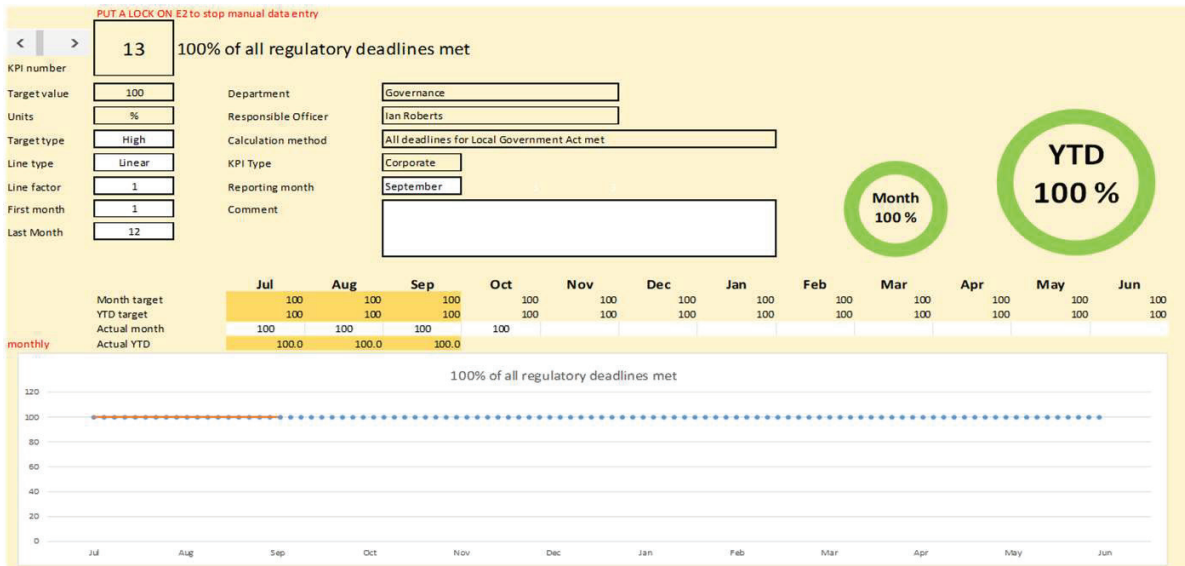 PUT A LOCK ON E2 to stop manual data entry
< >
KPI number
13
100% of all regulatory deadlines met
Target value 100 Department Governance
Units % Responsible Officer Ian Roberts
Target type High Calculation method All deadlines for Local Government Act met
Line type Linear KPI Type Corporate
Line factor 1 Reporting month September
First month 1 Comment
Last Month 12
Month
100 %
YTD
100 %
Jul Aug Sep Oct Nov Dec Jan Feb Mar Apr May Jun
Month target 100 100 100 100 100 100 100 100 100 100 100 100
YTD target 100 100 100 100 100 100 100 100 100 100 100 100
Actual month 100 100 100 100
monthly Actual YTD 100.0 100.0 100.0
100% of all regulatory deadlines met
120
100
80
60
40
20
0
Jul Aug Sep Oct Nov Dec Jan Feb Mar Apr May Jun